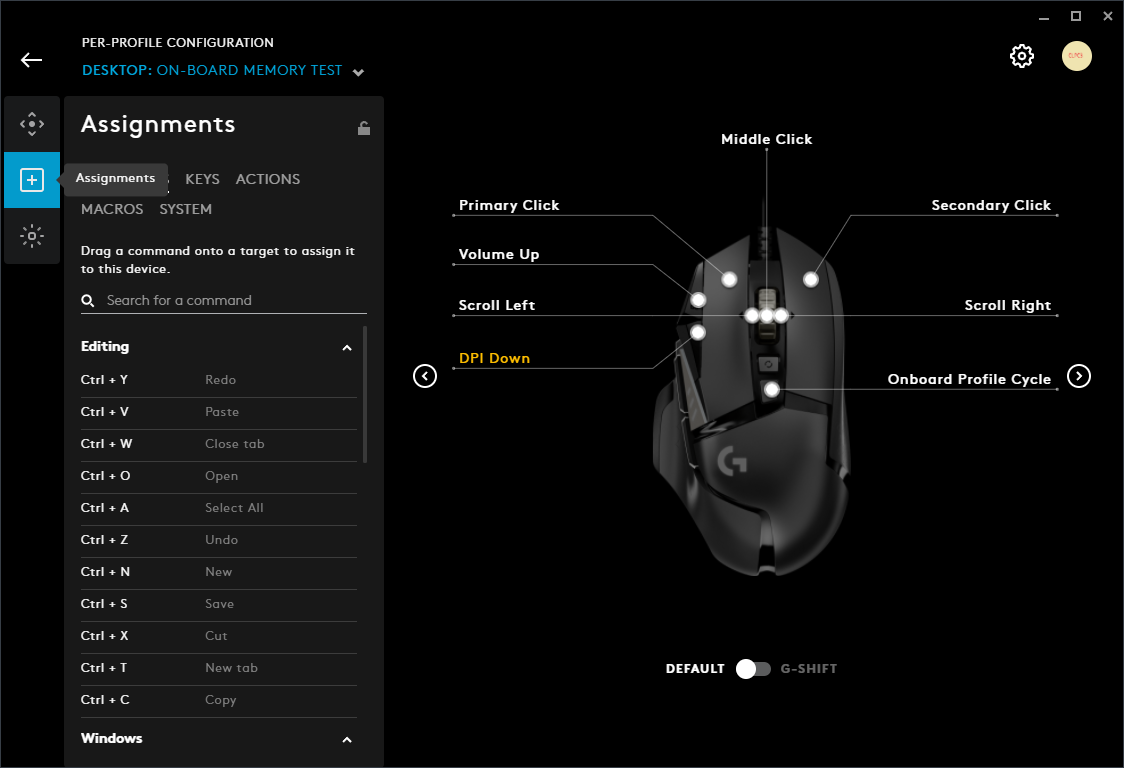 PER-PROFILE CONFIGURATION
DESKTOP: ON-BOARD MEMORY TEST
Assignments
Assignments
KEYS ACTIONS
MACROS SYSTEM
Drag a command onto a target to assign it
to this device.
Search for a command
Editing
Ctrl + Y Redo
Ctrl + V Paste
Ctrl + W Close tab
Ctrl + O Open
Ctrl + A Select All
Ctrl + Z Undo
Ctrl + N New
Ctrl + S Save
Ctrl + X Cut
Ctrl + T New tab
Ctrl + C Copy
Windows
Middle Click
Primary Click
Secondary Click
Volume Up
Scroll Left
Scroll Right
DPI Down
Onboard Profile Cycle
G
DEFAULT
G-SHIFT